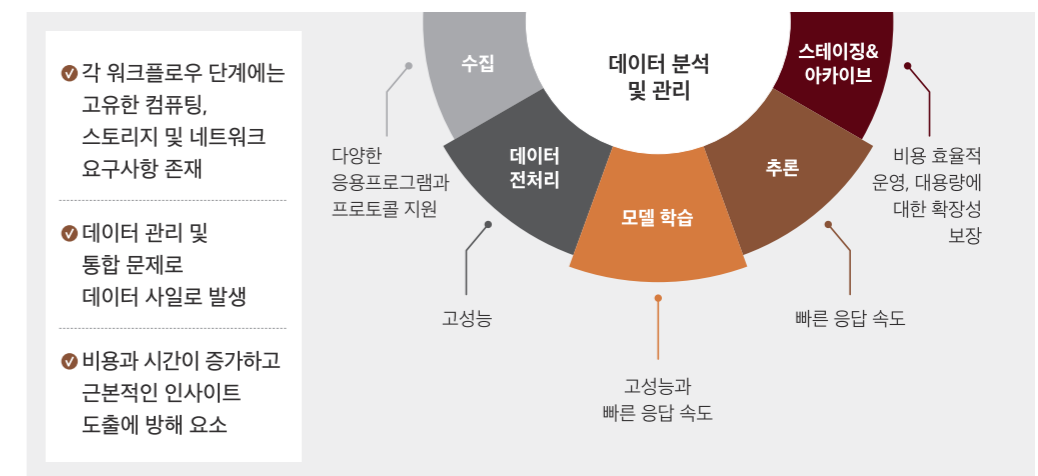 각 워크플로우 단계에는
고유한 컴퓨팅,
스토리지 및 네트워크
요구사항 존재
데이터 관리 및
통합 문제로
데이터 사일로 발생
비용과 시간이 증가하고
근본적인 인사이트
도출에 방해 요소
데이터 분석
및 관리
수집
다양한
응용프로그램과
프로토콜 지원
데이터
전처리
고성능
모델 학습
고성능과
빠른 응답 속도
추론
빠른 응답 속도
스테이징&
아카이브
비용 효율적
운영, 대용량에
대한 확장성
보장